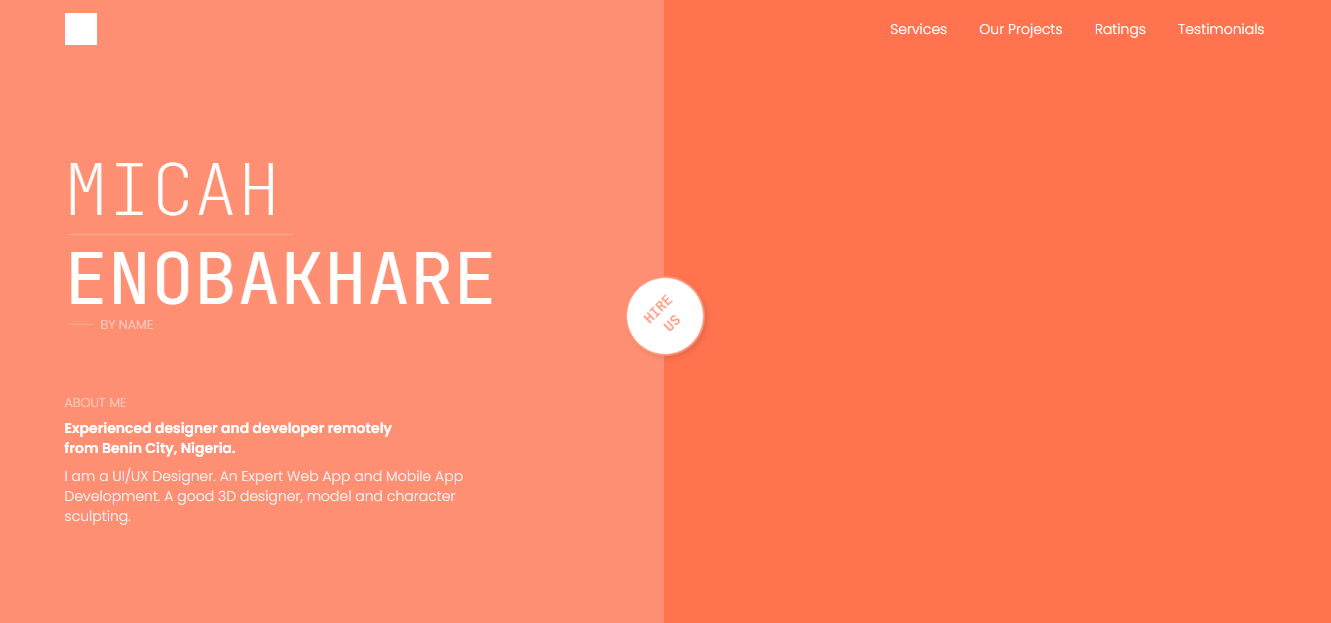 Services Our Projects Ratings Testimonials
MICAH
ENOBAKHARE
BY NAME
HIRE
US
ABOUT ME
Experienced designer and developer remotely
from Benin City, Nigeria.
I am a UI/UX Designer. An Expert Web App and Mobile App
Development. A good 3D designer, model and character
sculpting.